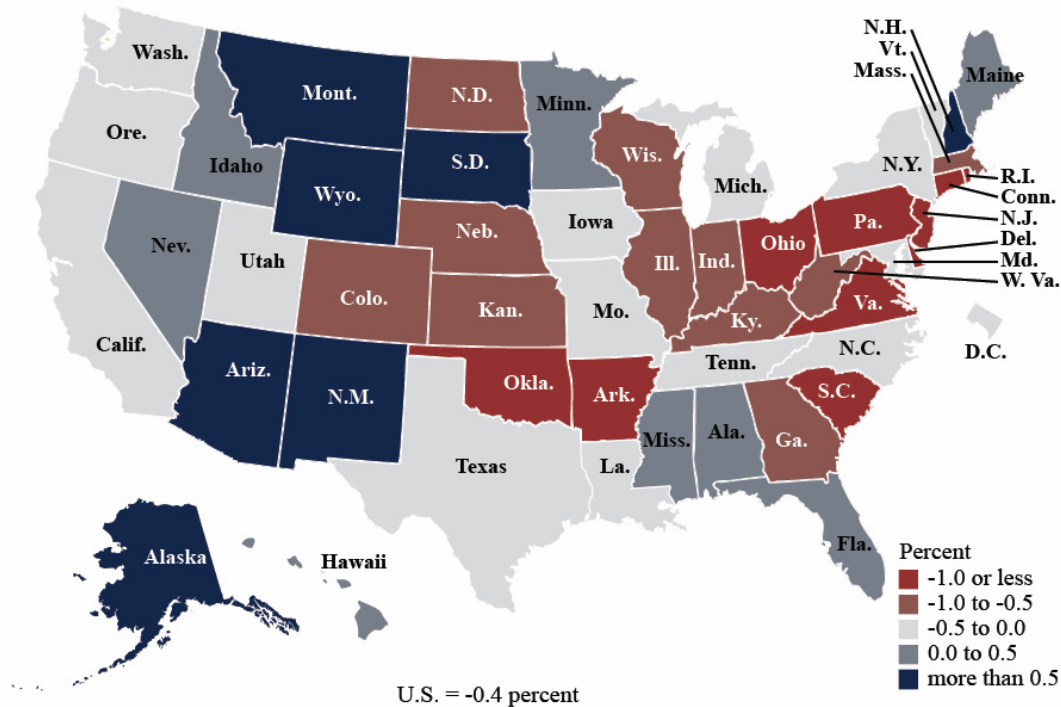 N.H.
Vt.
Mass.
Wash.
Mont.
N.D.
Minn.
Maine
Ore.
Idaho
S.D.
Wis.
Mich.
N.Y.
R.I.
Conn.
N.J.
Del.
Md.
W. Va.
Wyo.
Iowa
Neb.
Nev.
Utah
Colo.
Kan.
Mo.
Ill.
Ind.
Ohio
Pa.
Ky.
Va.
Calif.
Ariz.
N.M.
Okla.
Ark.
Tenn.
N.C.
D.C.
S.C.
Texas
La.
Miss.
Ala.
Ga.
Fla.
Alaska
Hawaii
Percent
-1.0 or less
-1.0 to -0.5
-0.5 to 0.0
0.0 to 0.5
more than 0.5
U.S. = -0.4 percent